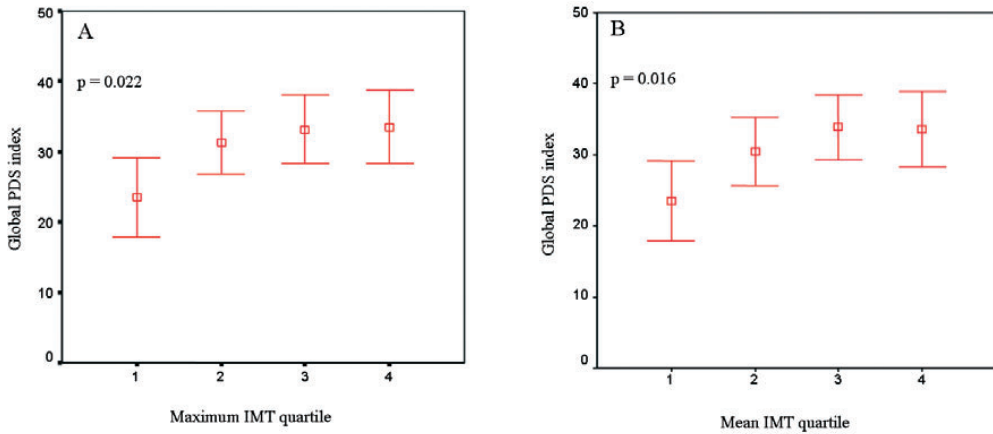 A
p = 0.022
Global PDS index
50
40
30
20
10
0
1 2 3 4
Maximum IMT quartile
B
p = 0.016
Global PDS index
50
40
30
20
10
0
1 2 3 4
Mean IMT quartile